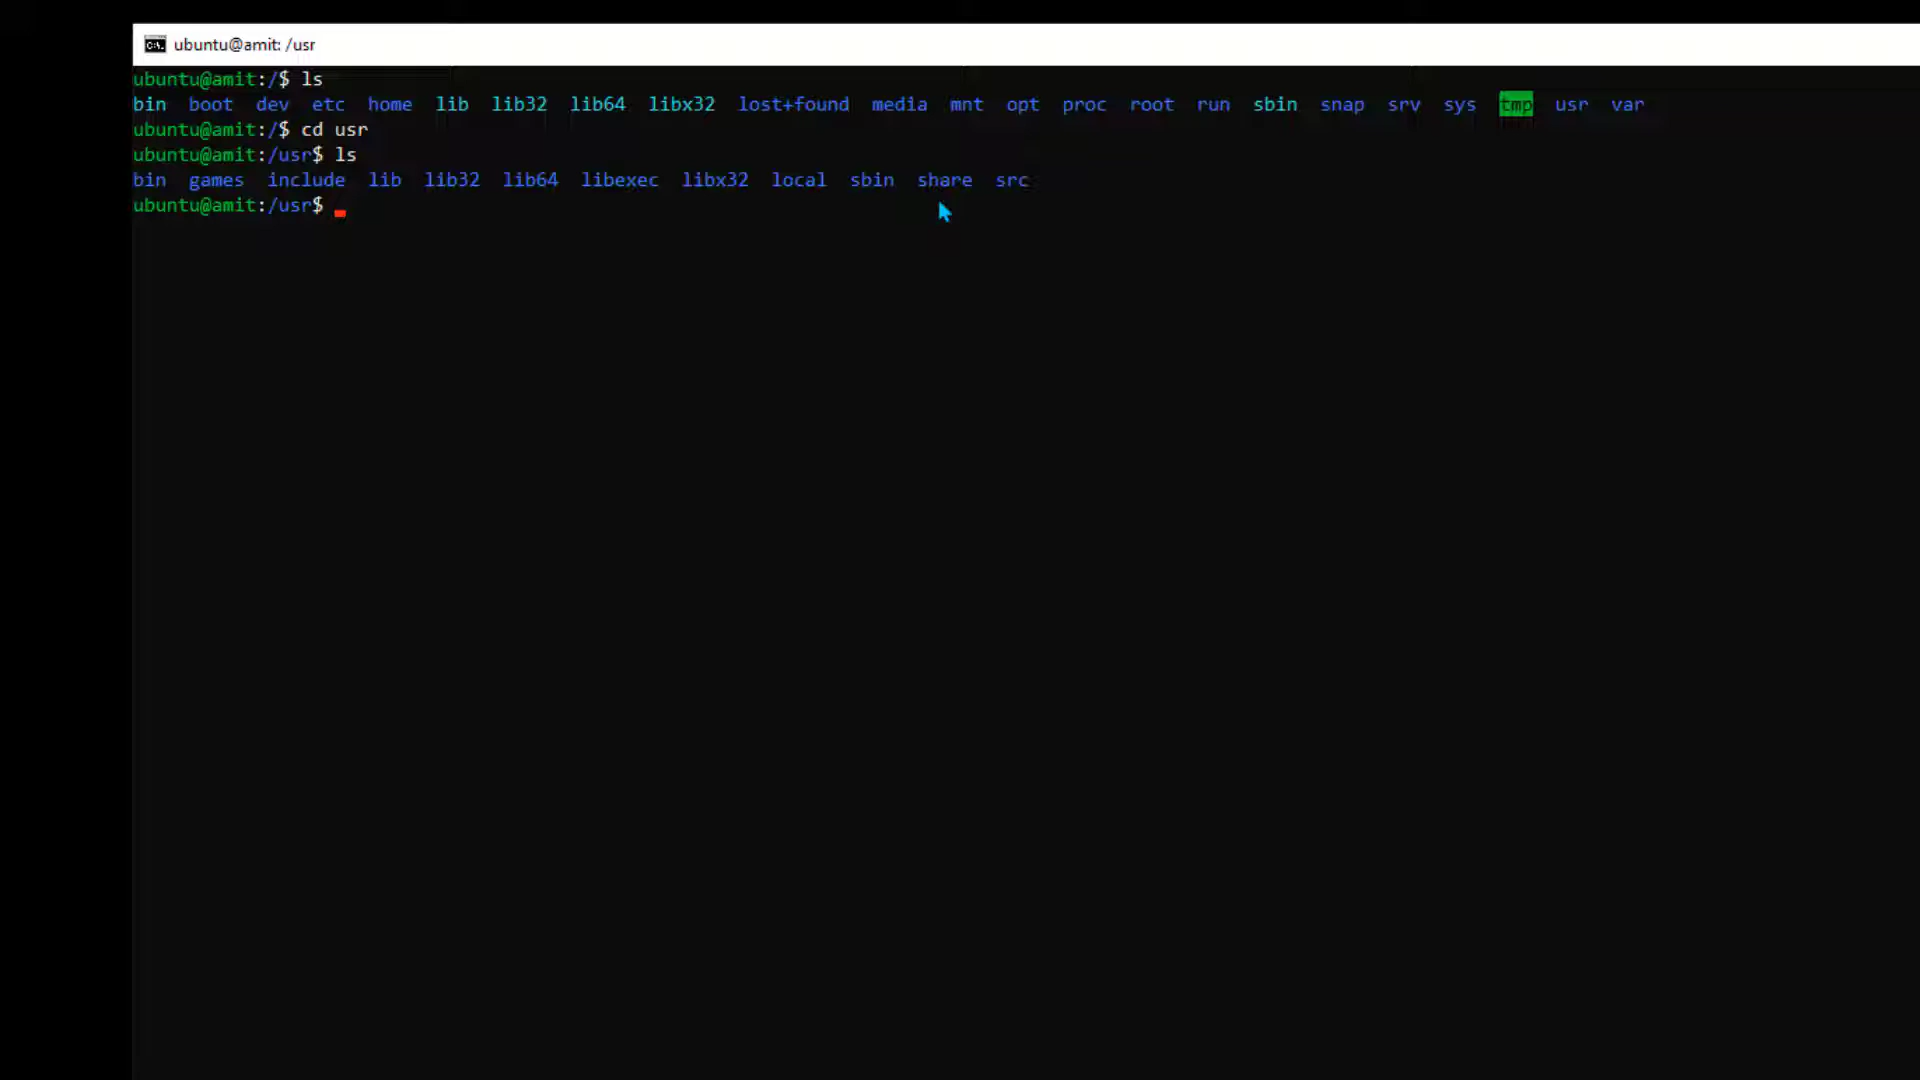 ubuntu@amit: /usr
ubuntu@amit:/$ ls
bin boot dev etc home lib lib32 lib64 libx32 lost+found media mnt opt proc root run sbin snap srv sys tmp usr var
ubuntu@amit:/$ cd usr
ubuntu@amit:/usr$ ls
bin games include lib lib32 lib64 libexec libx32 local sbin share src
ubuntu@amit:/usr$